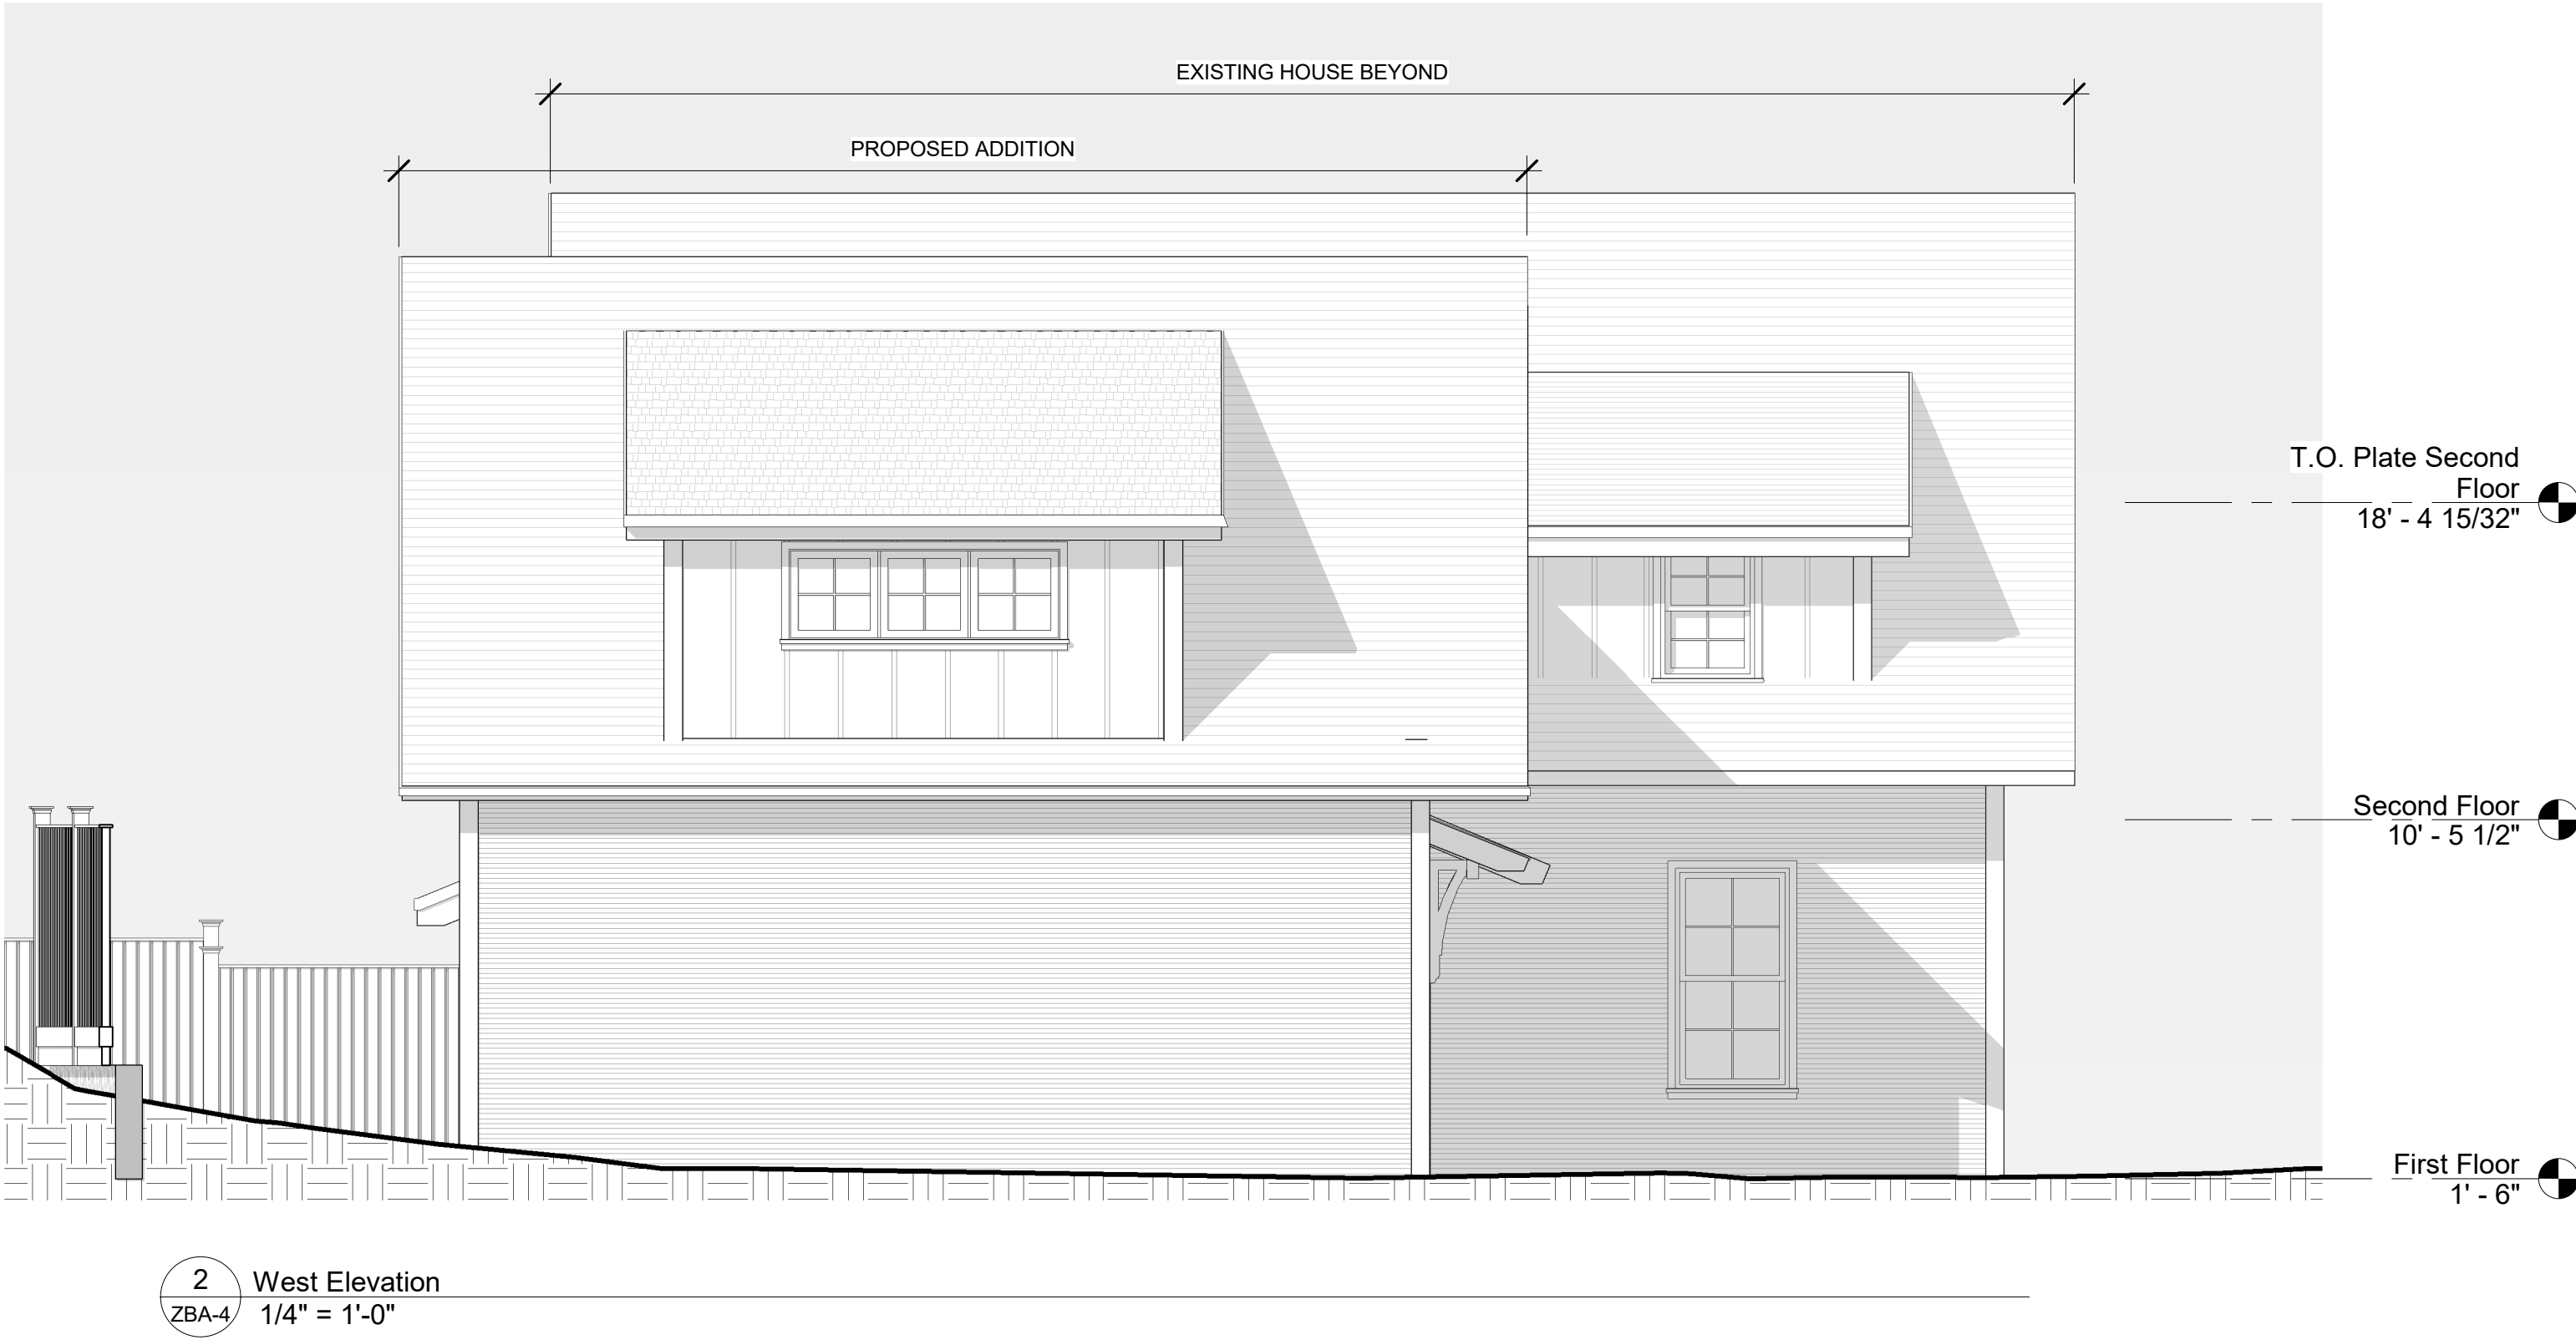 EXISTING HOUSE BEYOND
PROPOSED ADDITION
T.O. Plate Second
Floor
18' - 4 15/32"
Second Floor
10' - 5 1/2"
First Floor
1' - 6"
2
ZBA-4
West Elevation
1/4" = 1'-0"